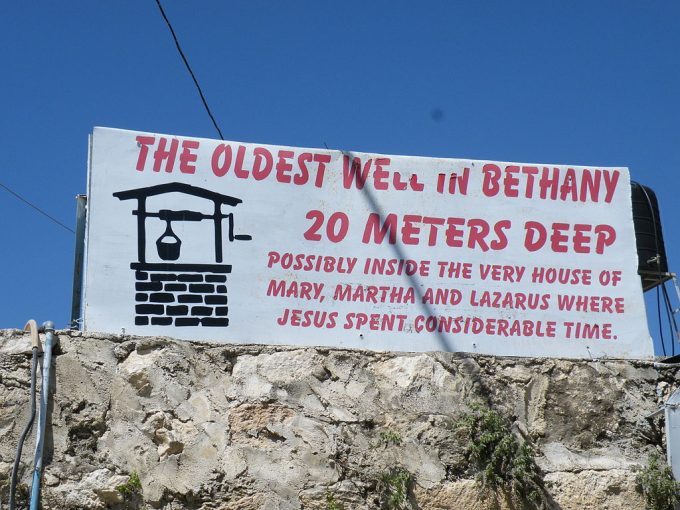 THE OLDEST WELL IN BETHANY
20 METERS DEEP
POSSIBLY INSIDE THE VERY HOUSE OF
MARY, MARTHA AND LAZARUS WHERE
JESUS SPENT CONSIDERABLE TIME.